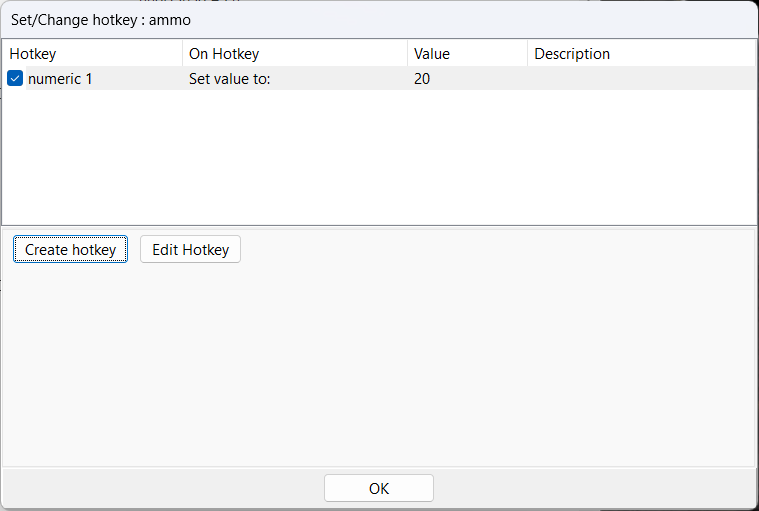 Set/Change hotkey : ammo
Hotkey On Hotkey Value Description
numeric 1 Set value to: 20
Create hotkey Edit Hotkey
OK